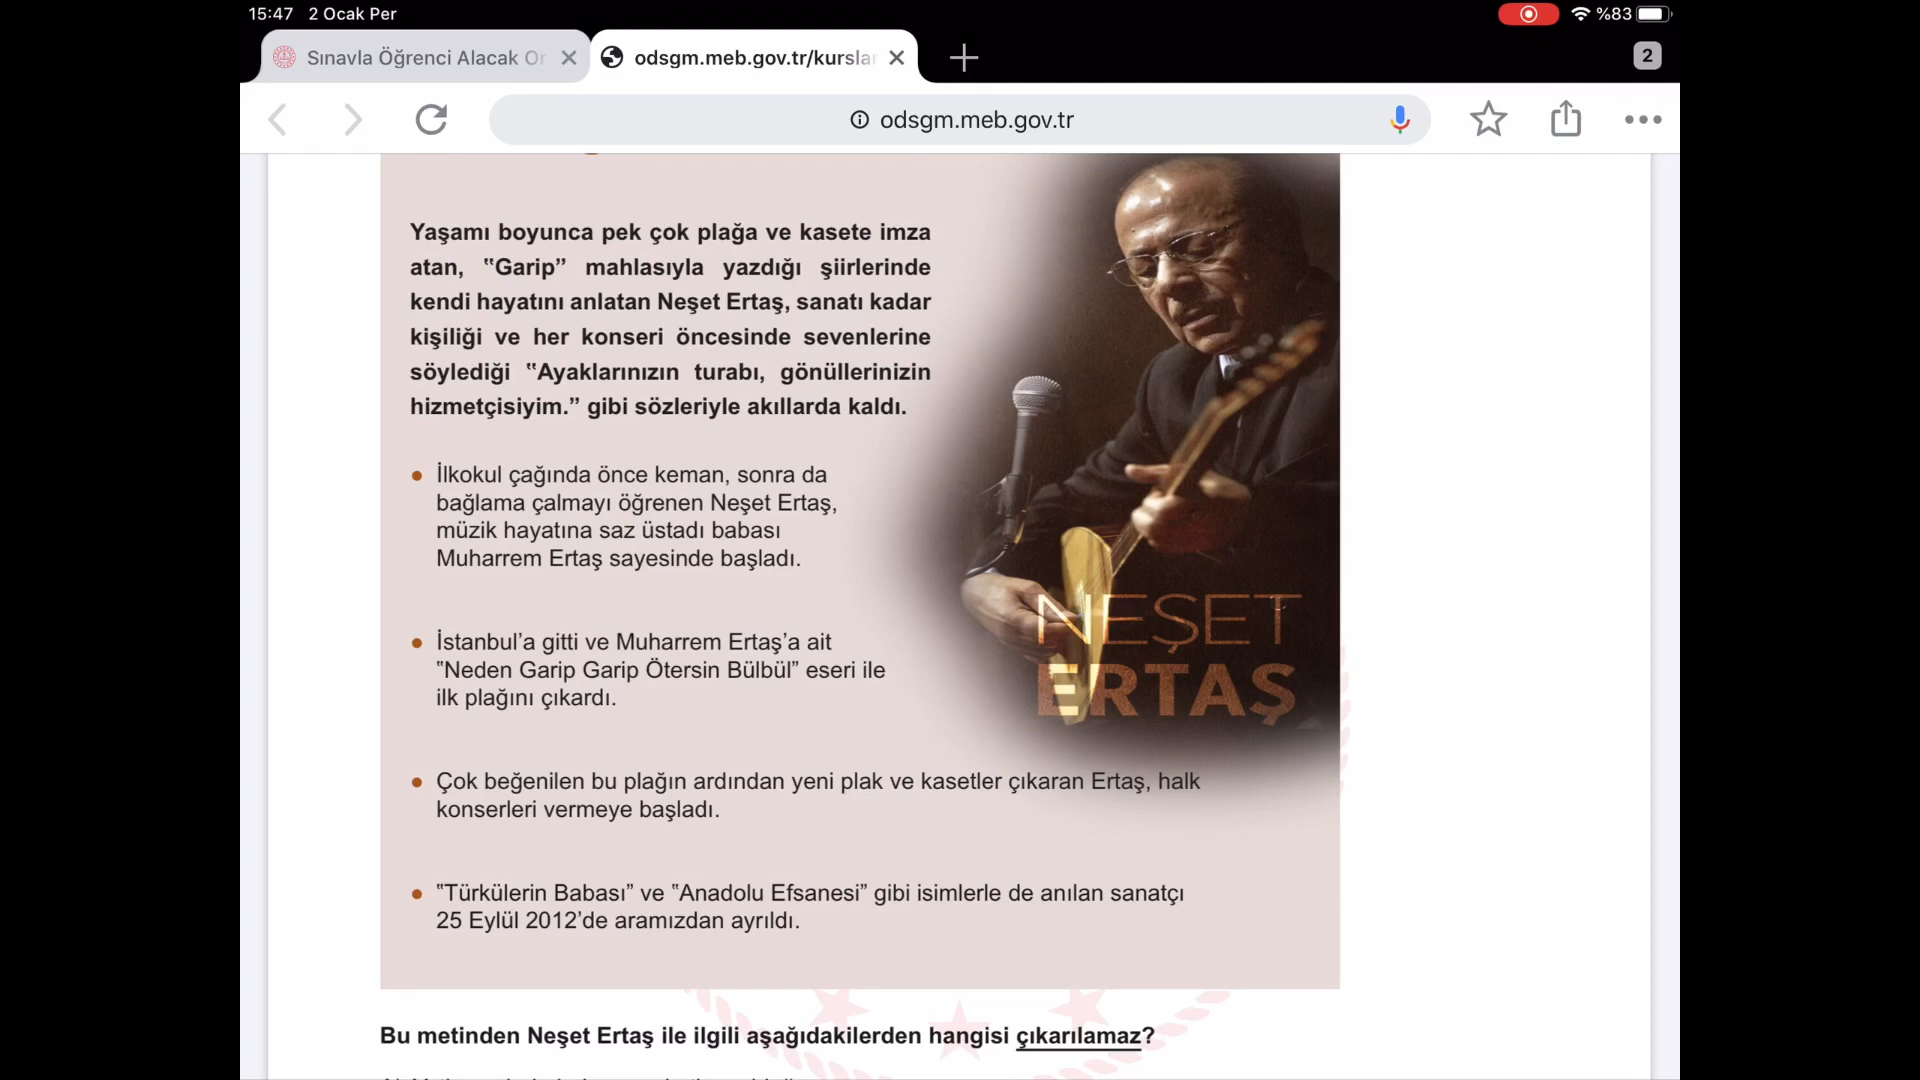 15:47 2 Ocak Per %83
Sınavla Öğrenci Alacak Or odsgm.meb.gov.tr/kurslar 2
odsgm.meb.gov.tr
Yaşamı boyunca pek çok plağa ve kasete imza
atan, "Garip" mahlasıyla yazdığı şiirlerinde
kendi hayatını anlatan Neşet Ertaş, sanatı kadar
kişiliği ve her konseri öncesinde sevenlerine
söylediği "Ayaklarınızın turabı, gönüllerinizin
hizmetçisiyim." gibi sözleriyle akıllarda kaldı.
• İlkokul çağında önce keman, sonra da
bağlama çalmayı öğrenen Neşet Ertaş,
müzik hayatına saz üstadı babası
Muharrem Ertaş sayesinde başladı.
• İstanbul'a gitti ve Muharrem Ertaş'a ait
"Neden Garip Garip Ötersin Bülbül" eseri ile
ilk plağını çıkardı.
NEŞET
ERTAŞ
• Çok beğenilen bu plağın ardından yeni plak ve kasetler çıkaran Ertaş, halk
konserleri vermeye başladı.
• "Türkülerin Babası" ve "Anadolu Efsanesi" gibi isimlerle de anılan sanatçı
25 Eylül 2012'de aramızdan ayrıldı.
Bu metinden Neşet Ertaş ile ilgili aşağıdakilerden hangisi çıkarılamaz?